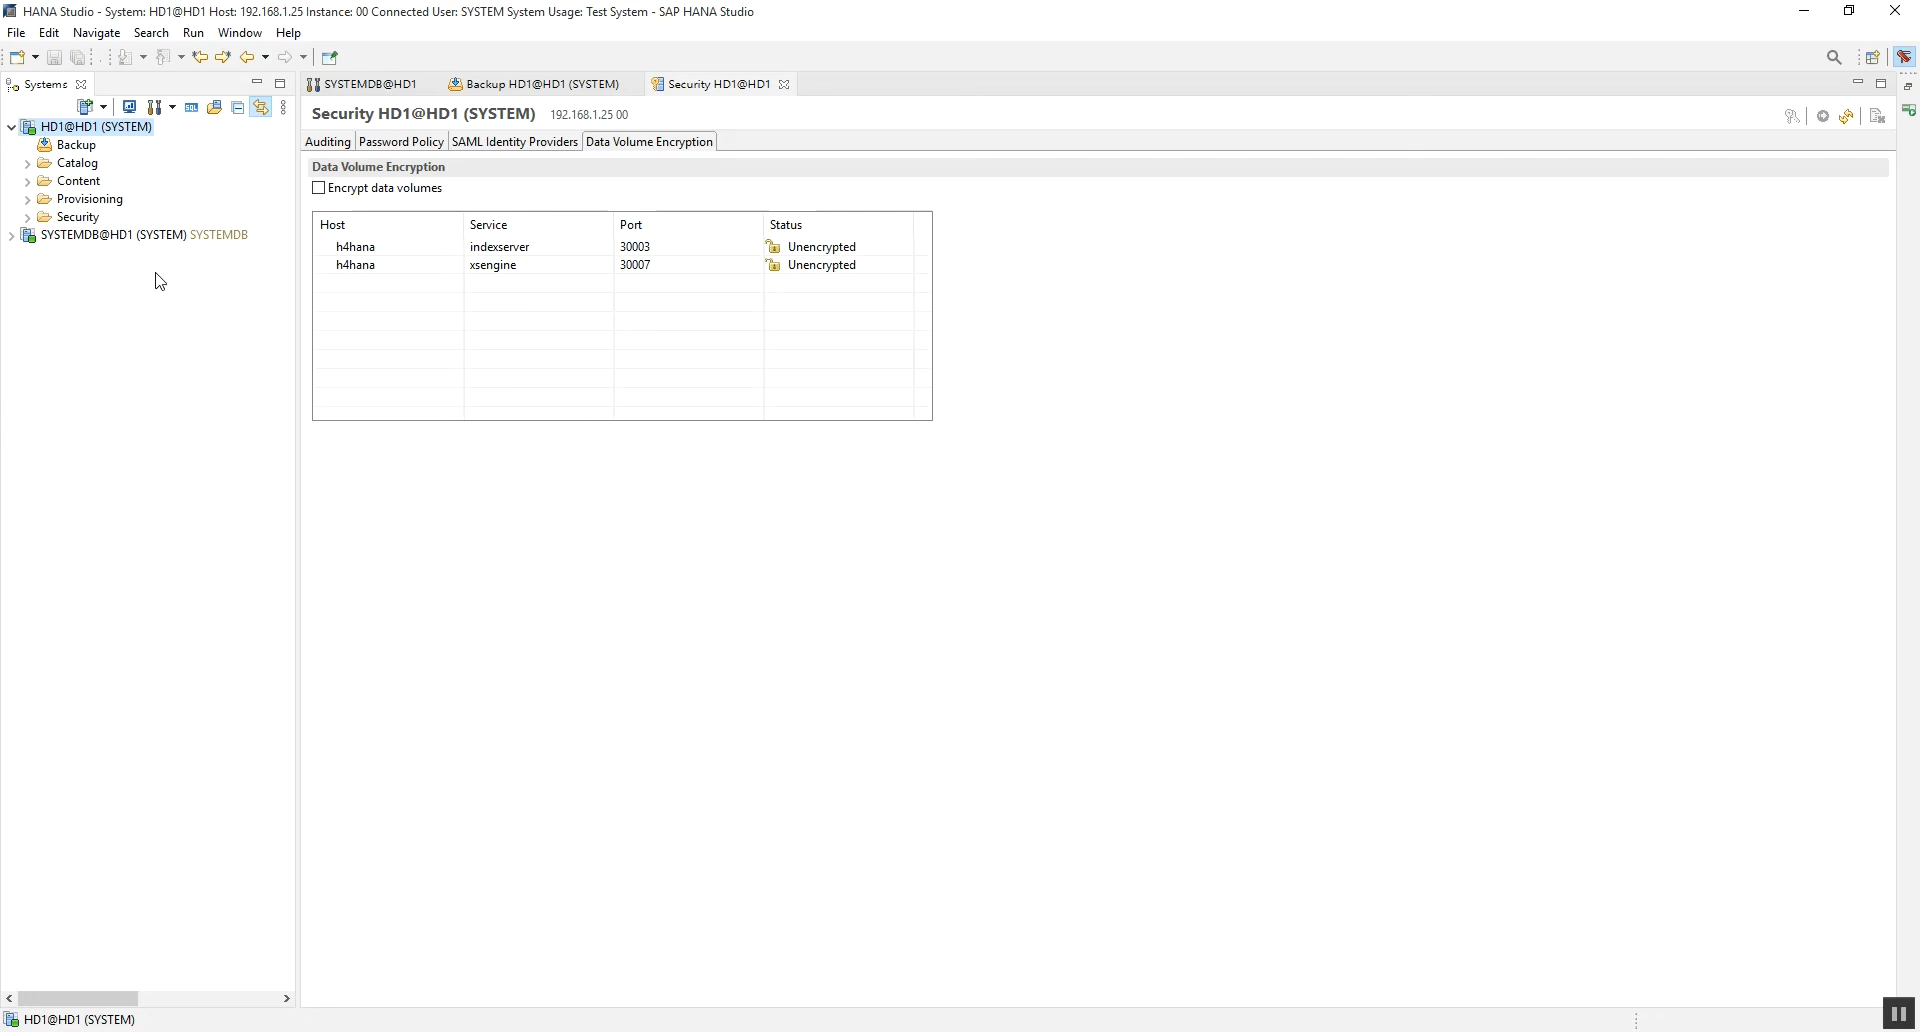 HANA Studio - System: HD1@HD1 Host: 192.168.1.25 Instance: 00 Connected User: SYSTEM System Usage: Test System - SAP HANA Studio
File Edit Navigate Search Run Window Help
Systems
SYSTEMDB@HD1 Backup HD1@HD1 (SYSTEM) Security HD1@HD1
SQL
HD1@HD1 (SYSTEM)
Backup
Catalog
Content
Provisioning
Security
SYSTEMDB@HD1 (SYSTEM) SYSTEMDB
Security HD1@HD1 (SYSTEM) 192.168.1.25 00
Auditing Password Policy SAML Identity Providers Data Volume Encryption
Data Volume Encryption
Encrypt data volumes
Host Service Port Status
h4hana indexserver 30003 Unencrypted
h4hana xsengine 30007 Unencrypted
HD1@HD1 (SYSTEM)